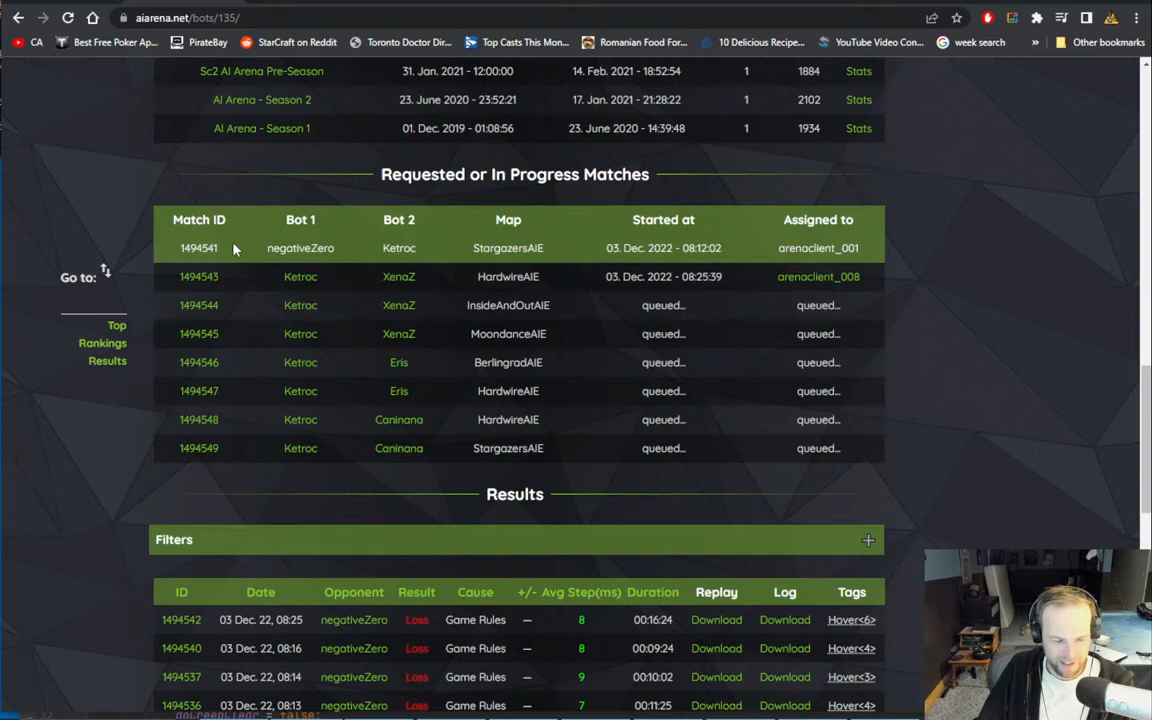 aiarena.net/bots/135/
CA Best Free Poker Ap... PirateBay StarCraft on Reddit Toronto Doctor Dir... Top Casts This Mon... Romanian Food For... 10 Delicious Recipe... YouTube Video Con... week search » Other bookmarks
Sc2 AI Arena Pre-Season 31. Jan. 2021 - 12:00:00 14. Feb. 2021 - 18:52:54 1 1884 Stats
AI Arena - Season 2 23. June 2020 - 23:52:21 17. Jan. 2021 - 21:28:22 1 2102 Stats
AI Arena - Season 1 01. Dec. 2019 - 01:08:56 23. June 2020 - 14:39:48 1 1934 Stats
Requested or In Progress Matches
Match ID Bot 1 Bot 2 Map Started at Assigned to
1494541 negativeZero Ketroc StargazersAIE 03. Dec. 2022 - 08:12:02 arenaclient_001
1494543 Ketroc XenaZ HardwireAIE 03. Dec. 2022 - 08:25:39 arenaclient_008
1494544 Ketroc XenaZ InsideAndOutAIE queued... queued...
1494545 Ketroc XenaZ MoondanceAIE queued... queued...
1494546 Ketroc Eris BerlingradAIE queued... queued...
1494547 Ketroc Eris HardwireAIE queued... queued...
1494548 Ketroc Caninana HardwireAIE queued... queued...
1494549 Ketroc Caninana StargazersAIE queued... queued...
Go to:
Top
Rankings
Results
Results
Filters +
ID Date Opponent Result Cause +/- Avg Step(ms) Duration Replay Log Tags
1494542 03 Dec. 22, 08:25 negativeZero Loss Game Rules — 8 00:16:24 Download Download Hover<6>
1494540 03 Dec. 22, 08:16 negativeZero Loss Game Rules — 8 00:09:24 Download Download Hover<4>
1494537 03 Dec. 22, 08:14 negativeZero Loss Game Rules — 9 00:10:02 Download Download Hover<3>
1494536 03 Dec. 22, 08:13 negativeZero Loss Game Rules — 7 00:11:25 Download Download Hover<4>